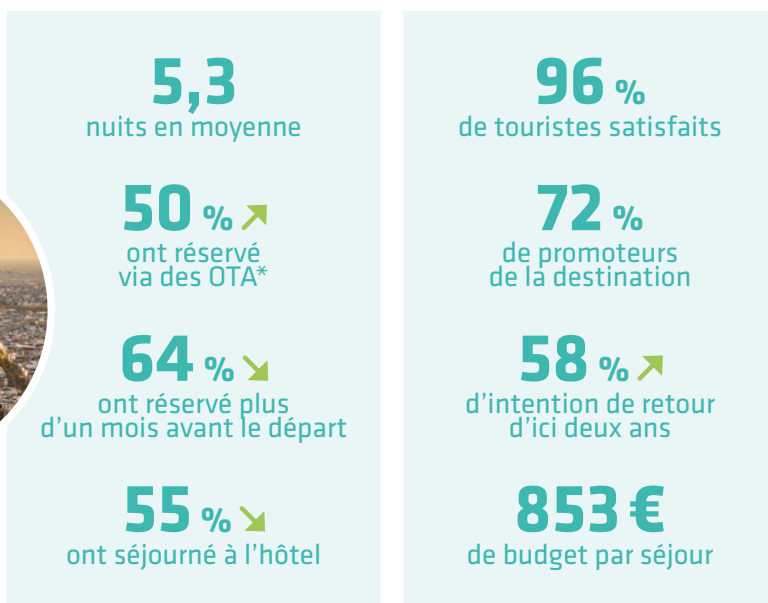 5,3
nuits en moyenne
50 % ↗
ont réservé
via des OTA*
64 % ↘
ont réservé plus
d'un mois avant le départ
55 % ↘
ont séjourné à l'hôtel
96 %
de touristes satisfaits
72 %
de promoteurs
de la destination
58 % ↗
d'intention de retour
d'ici deux ans
853 €
de budget par séjour